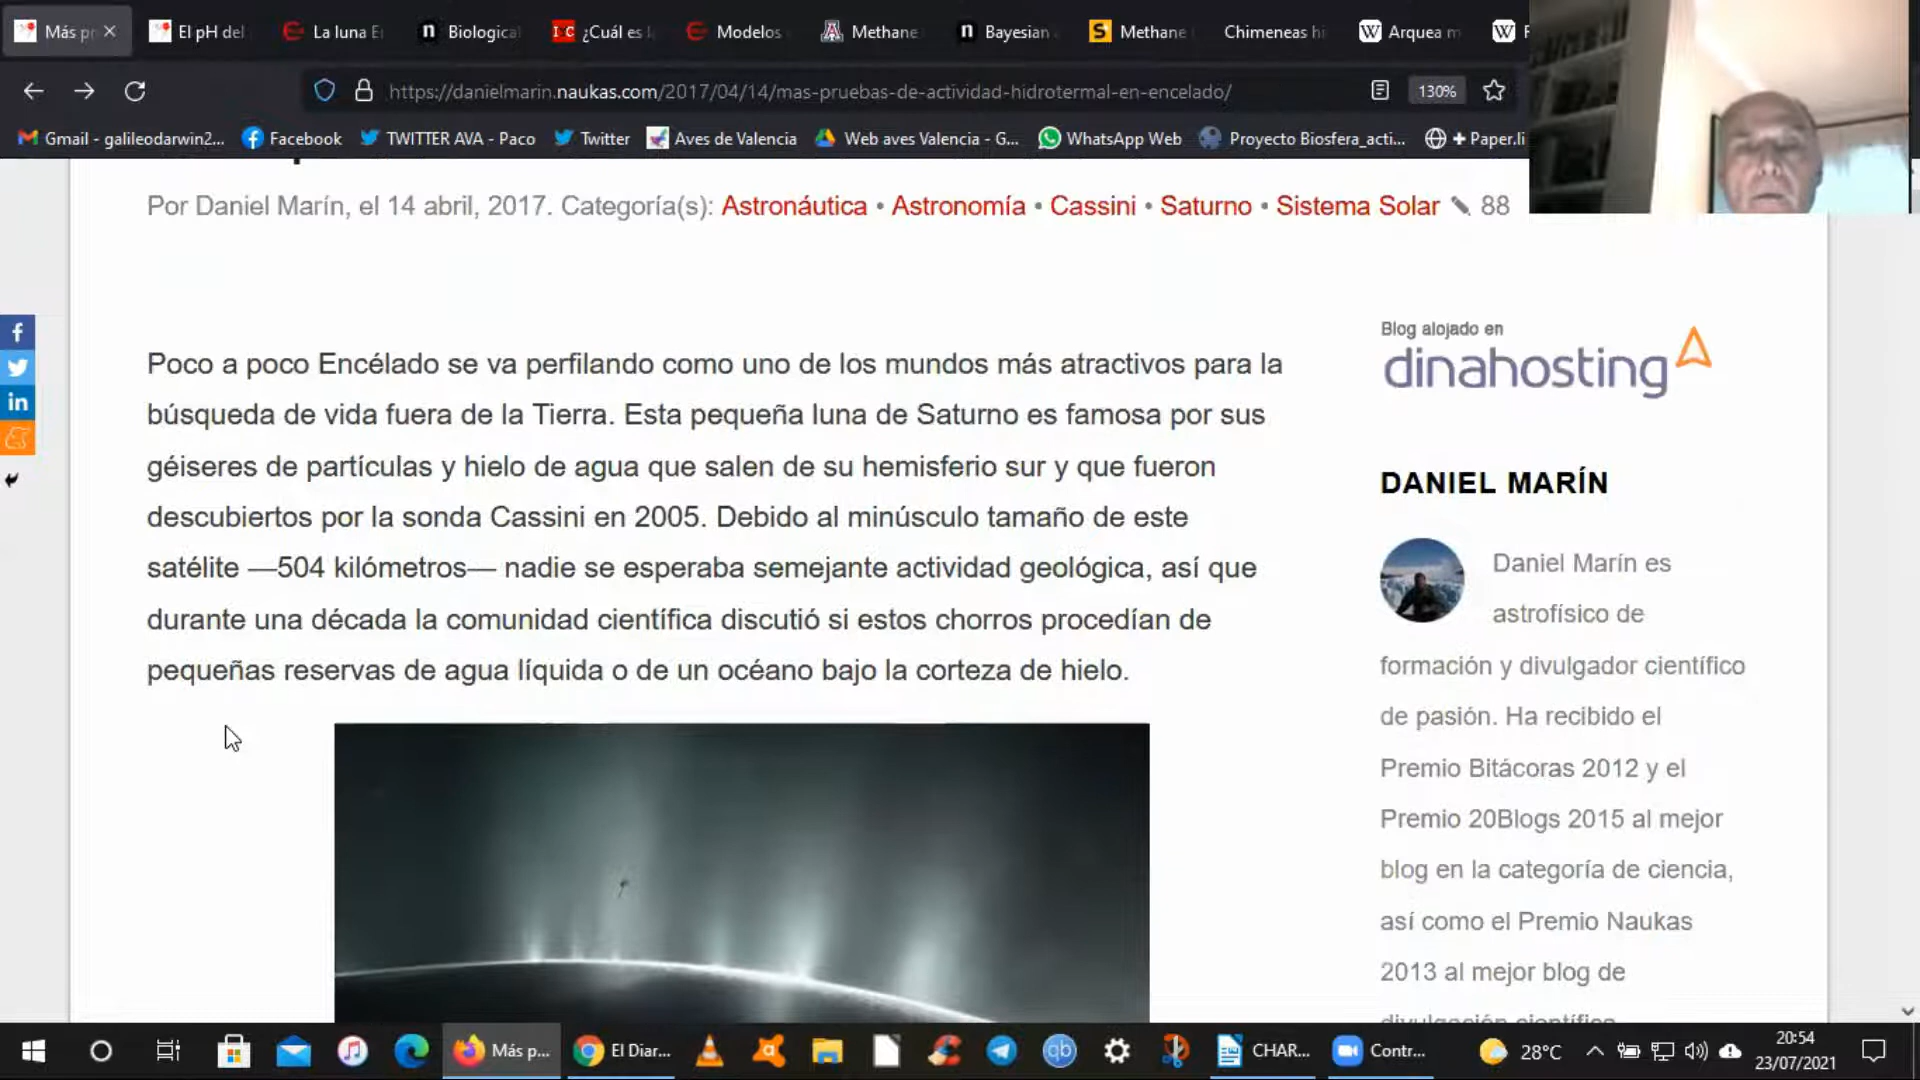 Más p
El pH del
La luna E
Biologica
¿Cuál es
Modelos
Methane
Bayesian
Methane
Chimeneas hi
Arquea m
https://danielmarin.naukas.com/2017/04/14/mas-pruebas-de-actividad-hidrotermal-en-encelado/
130%
Gmail - galileodarwin2...
Facebook
TWITTER AVA - Paco
Twitter
Aves de Valencia
Web aves Valencia - G...
WhatsApp Web
Proyecto Biosfera_acti...
+ Paper.li
Por Daniel Marín, el 14 abril, 2017. Categoría(s): Astronáutica • Astronomía • Cassini • Saturno • Sistema Solar 88
Poco a poco Encélado se va perfilando como uno de los mundos más atractivos para la
búsqueda de vida fuera de la Tierra. Esta pequeña luna de Saturno es famosa por sus
géiseres de partículas y hielo de agua que salen de su hemisferio sur y que fueron
descubiertos por la sonda Cassini en 2005. Debido al minúsculo tamaño de este
satélite —504 kilómetros— nadie se esperaba semejante actividad geológica, así que
durante una década la comunidad científica discutió si estos chorros procedían de
pequeñas reservas de agua líquida o de un océano bajo la corteza de hielo.
Blog alojado en
dinahosting
DANIEL MARÍN
Daniel Marín es
astrofísico de
formación y divulgador científico
de pasión. Ha recibido el
Premio Bitácoras 2012 y el
Premio 20Blogs 2015 al mejor
blog en la categoría de ciencia,
así como el Premio Naukas
2013 al mejor blog de
divulgación científica
Más p...
El Diar...
CHAR...
Contr...
28°C
20:54
23/07/2021